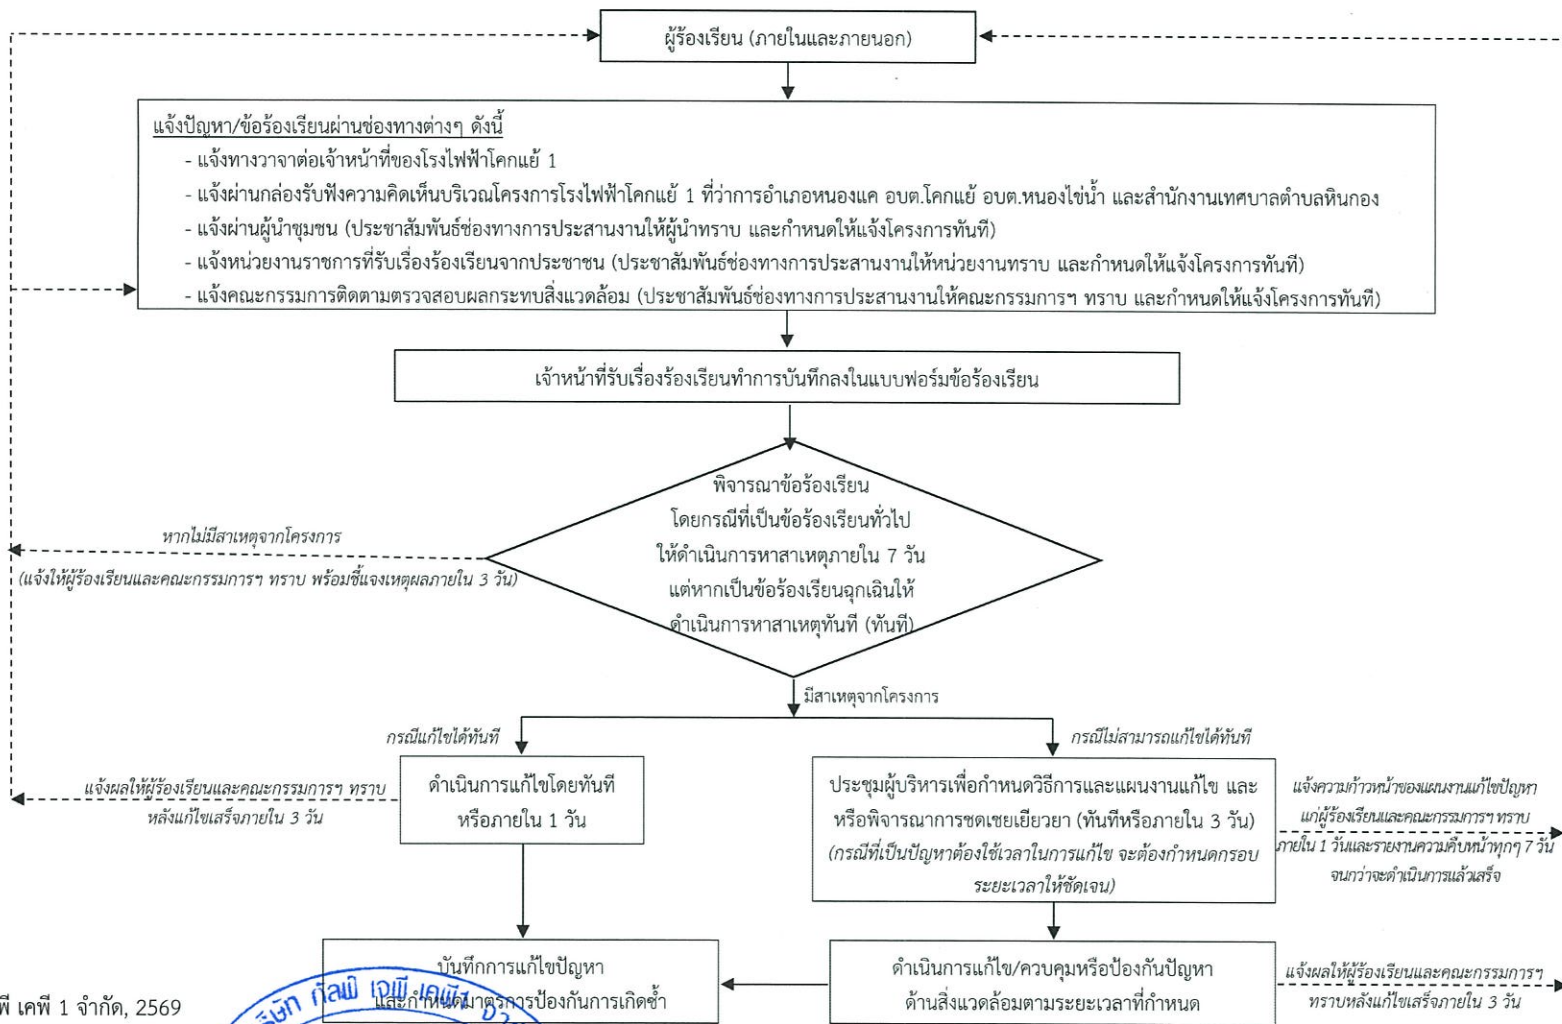 ผู้ร้องเรียน (ภายในและภายนอก)
แจ้งปัญหา/ข้อร้องเรียนผ่านช่องทางต่างๆ ดังนี้
- แจ้งทางวาจาต่อเจ้าหน้าที่ของโรงไฟฟ้าโคกแย้ 1
- แจ้งผ่านกล่องรับฟังความคิดเห็นบริเวณโครงการโรงไฟฟ้าโคกแย้ 1 ที่ว่าการอำเภอหนองแค อบต.โคกแย้ อบต.หนองไข่น้ำ และสำนักงานเทศบาลตำบลหินกอง
- แจ้งผ่านผู้นำชุมชน (ประชาสัมพันธ์ช่องทางการประสานงานให้ผู้นำทราบ และกำหนดให้แจ้งโครงการทันที)
- แจ้งหน่วยงานราชการที่รับเรื่องร้องเรียนจากประชาชน (ประชาสัมพันธ์ช่องทางการประสานงานให้หน่วยงานทราบ และกำหนดให้แจ้งโครงการทันที)
- แจ้งคณะกรรมการติดตามตรวจสอบผลกระทบสิ่งแวดล้อม (ประชาสัมพันธ์ช่องทางการประสานงานให้คณะกรรมการฯ ทราบ และกำหนดให้แจ้งโครงการทันที)
เจ้าหน้าที่รับเรื่องร้องเรียนทำการบันทึกลงในแบบฟอร์มข้อร้องเรียน
พิจารณาข้อร้องเรียน
โดยกรณีที่เป็นข้อร้องเรียนทั่วไป
ให้ดำเนินการหาสาเหตุภายใน 7 วัน
แต่หากเป็นข้อร้องเรียนฉุกเฉินให้
ดำเนินการหาสาเหตุทันที (ทันที)
หากไม่มีสาเหตุจากโครงการ
(แจ้งให้ผู้ร้องเรียนและคณะกรรมการฯ ทราบ พร้อมชี้แจงเหตุผลภายใน 3 วัน)
มีสาเหตุจากโครงการ
กรณีแก้ไขได้ทันที
กรณีไม่สามารถแก้ไขได้ทันที
ดำเนินการแก้ไขโดยทันที
หรือภายใน 1 วัน
แจ้งผลให้ผู้ร้องเรียนและคณะกรรมการฯ ทราบ
หลังแก้ไขเสร็จภายใน 3 วัน
ประชุมผู้บริหารเพื่อกำหนดวิธีการและแผนงานแก้ไข และ
หรือพิจารณาการชดเชยเยียวยา (ทันทีหรือภายใน 3 วัน)
(กรณีที่เป็นปัญหาต้องใช้เวลาในการแก้ไข จะต้องกำหนดกรอบ
ระยะเวลาให้ชัดเจน)
แจ้งความก้าวหน้าของแผนงานแก้ไขปัญหา
แก่ผู้ร้องเรียนและคณะกรรมการฯ ทราบ
ภายใน 1 วันและรายงานความคืบหน้าทุกๆ 7 วัน
จนกว่าจะดำเนินการแล้วเสร็จ
บันทึกการแก้ไขปัญหา
และกำหนดมาตรการป้องกันการเกิดซ้ำ
ดำเนินการแก้ไข/ควบคุมหรือป้องกันปัญหา
ด้านสิ่งแวดล้อมตามระยะเวลาที่กำหนด
แจ้งผลให้ผู้ร้องเรียนและคณะกรรมการฯ
ทราบหลังแก้ไขเสร็จภายใน 3 วัน
พี เคพี 1 จำกัด, 2569
กัลฟ์ เจพี เคพี1